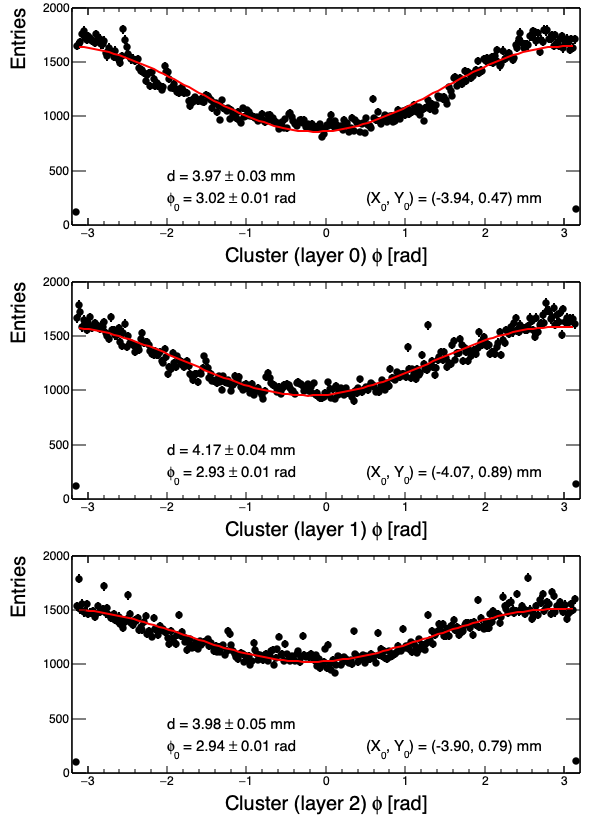 Entries
2000
1500
1000
500
0
d = 3.97 ± 0.03 mm
ϕ₀ = 3.02 ± 0.01 rad (X₀, Y₀) = (-3.94, 0.47) mm
−3 −2 −1 0 1 2 3
Cluster (layer 0) ϕ [rad]
Entries
2000
1500
1000
500
0
d = 4.17 ± 0.04 mm
ϕ₀ = 2.93 ± 0.01 rad (X₀, Y₀) = (-4.07, 0.89) mm
−3 −2 −1 0 1 2 3
Cluster (layer 1) ϕ [rad]
Entries
2000
1500
1000
500
0
d = 3.98 ± 0.05 mm
ϕ₀ = 2.94 ± 0.01 rad (X₀, Y₀) = (-3.90, 0.79) mm
−3 −2 −1 0 1 2 3
Cluster (layer 2) ϕ [rad]